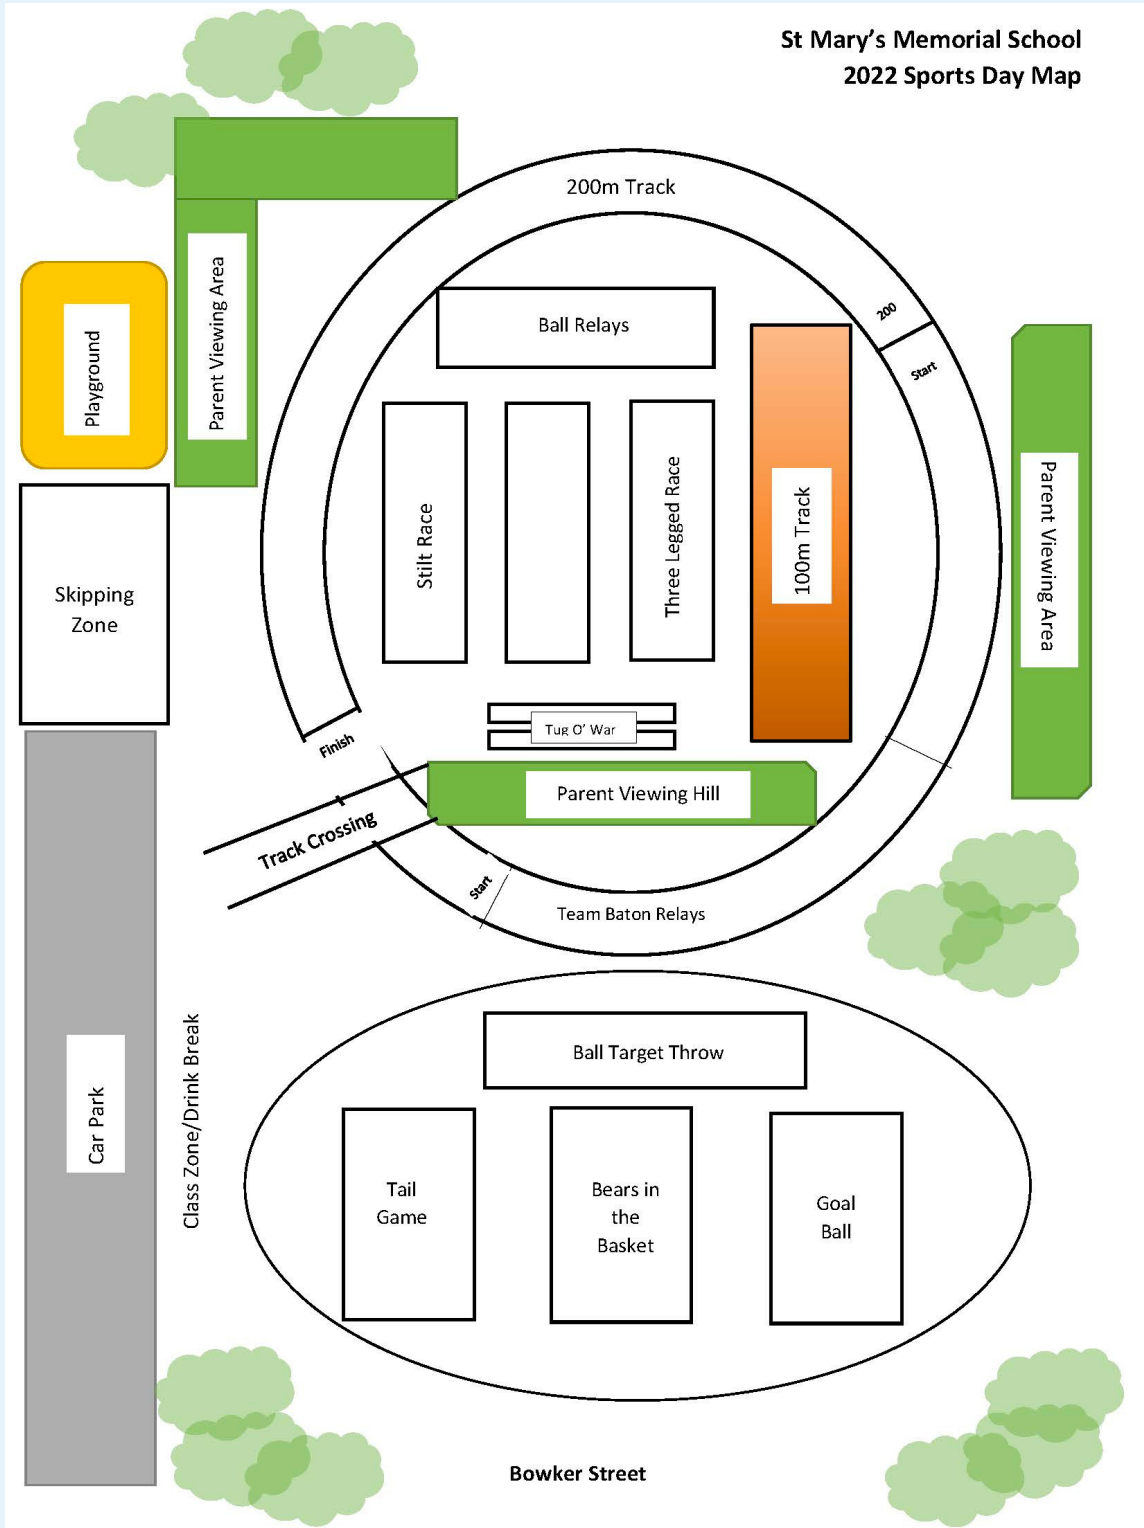 St Mary's Memorial School
2022 Sports Day Map
200m Track
200
Start
Ball Relays
Parent Viewing Area
Playground
Stilt Race
Three Legged Race
100m Track
Parent Viewing Area
Skipping
Zone
Tug O' War
Finish
Parent Viewing Hill
Track Crossing
Start
Team Baton Relays
Ball Target Throw
Class Zone/Drink Break
Car Park
Tail
Game
Bears in
the
Basket
Goal
Ball
Bowker Street